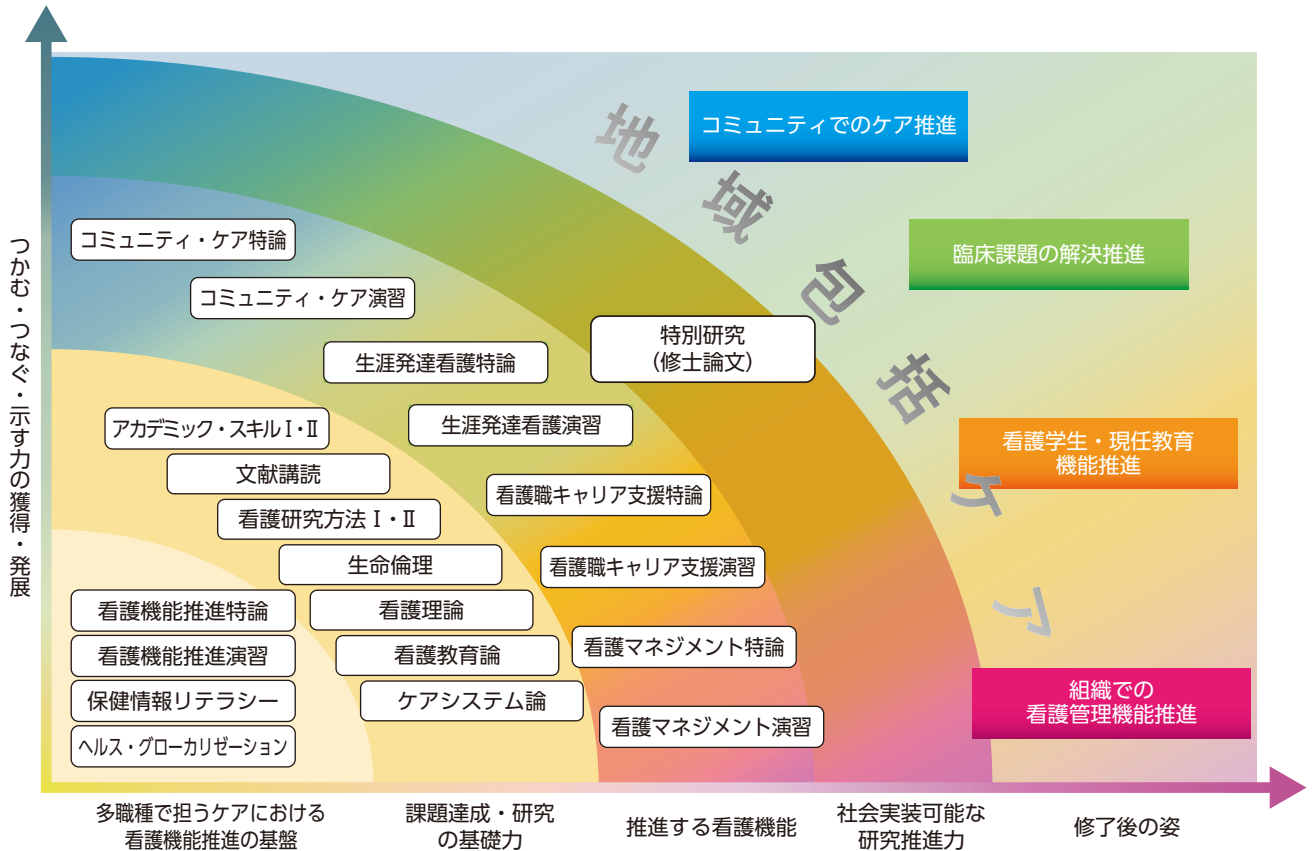 つかむ・つなぐ・示す力の獲得・発展
地域包括ケア
コミュニティでのケア推進
臨床課題の解決推進
看護学生・現任教育
機能推進
組織での
看護管理機能推進
コミュニティ・ケア特論
コミュニティ・ケア演習
生涯発達看護特論
生涯発達看護演習
看護職キャリア支援特論
看護職キャリア支援演習
看護マネジメント特論
看護マネジメント演習
特別研究
(修士論文)
アカデミック・スキルⅠ・Ⅱ
文献講読
看護研究方法Ⅰ・Ⅱ
生命倫理
看護理論
看護教育論
ケアシステム論
看護機能推進特論
看護機能推進演習
保健情報リテラシー
ヘルス・グローカリゼーション
多職種で担うケアにおける
看護機能推進の基盤
課題達成・研究
の基礎力
推進する看護機能
社会実装可能な
研究推進力
修了後の姿